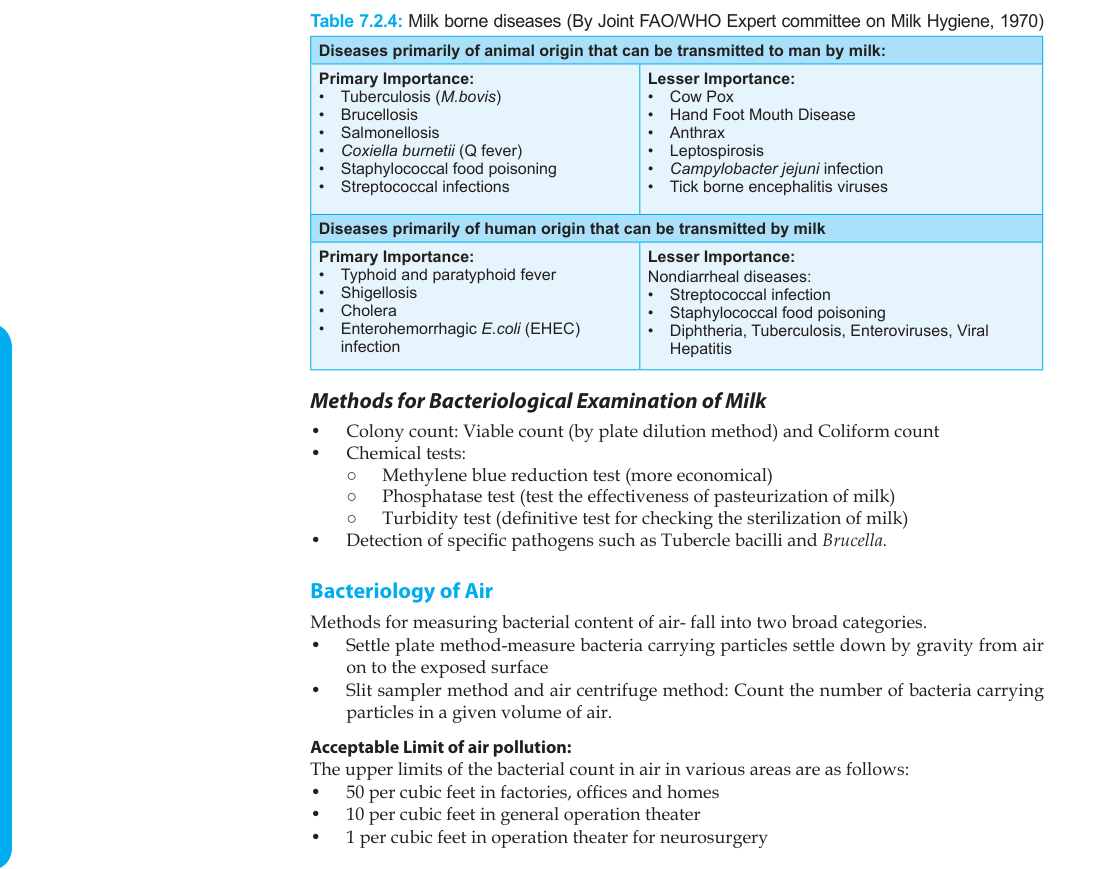 Table 7.2.4: Milk borne diseases (By Joint FAO/WHO Expert committee on Milk Hygiene, 1970)
Diseases primarily of animal origin that can be transmitted to man by milk:
Primary Importance:
• Tuberculosis (M.bovis)
• Brucellosis
• Salmonellosis
• Coxiella burnetii (Q fever)
• Staphylococcal food poisoning
• Streptococcal infections
Lesser Importance:
• Cow Pox
• Hand Foot Mouth Disease
• Anthrax
• Leptospirosis
• Campylobacter jejuni infection
• Tick borne encephalitis viruses
Diseases primarily of human origin that can be transmitted by milk
Primary Importance:
• Typhoid and paratyphoid fever
• Shigellosis
• Cholera
• Enterohemorrhagic E.coli (EHEC)
infection
Lesser Importance:
Nondiarrheal diseases:
• Streptococcal infection
• Staphylococcal food poisoning
• Diphtheria, Tuberculosis, Enteroviruses, Viral
Hepatitis
Methods for Bacteriological Examination of Milk
• Colony count: Viable count (by plate dilution method) and Coliform count
• Chemical tests:
○ Methylene blue reduction test (more economical)
○ Phosphatase test (test the effectiveness of pasteurization of milk)
○ Turbidity test (definitive test for checking the sterilization of milk)
• Detection of specific pathogens such as Tubercle bacilli and Brucella.
Bacteriology of Air
Methods for measuring bacterial content of air- fall into two broad categories.
• Settle plate method-measure bacteria carrying particles settle down by gravity from air
on to the exposed surface
• Slit sampler method and air centrifuge method: Count the number of bacteria carrying
particles in a given volume of air.
Acceptable Limit of air pollution:
The upper limits of the bacterial count in air in various areas are as follows:
• 50 per cubic feet in factories, offices and homes
• 10 per cubic feet in general operation theater
• 1 per cubic feet in operation theater for neurosurgery